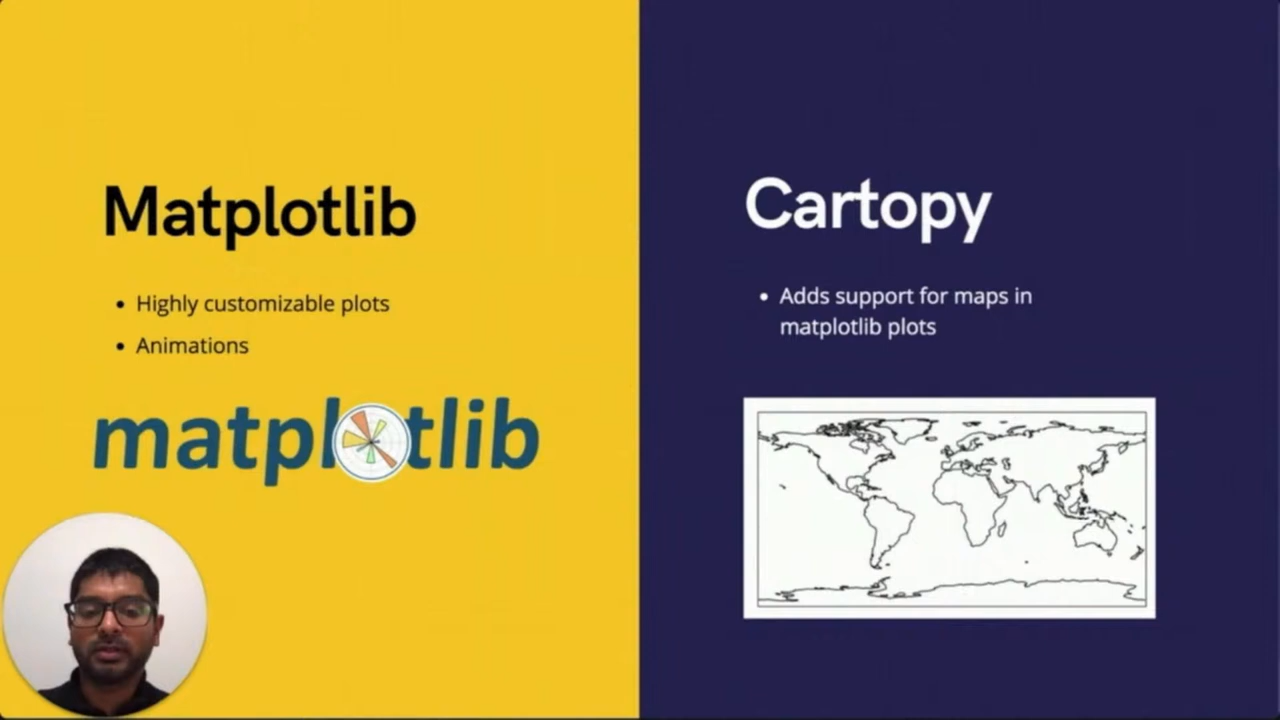 Matplotlib
• Highly customizable plots
• Animations
matplotlib
Cartopy
• Adds support for maps in
matplotlib plots